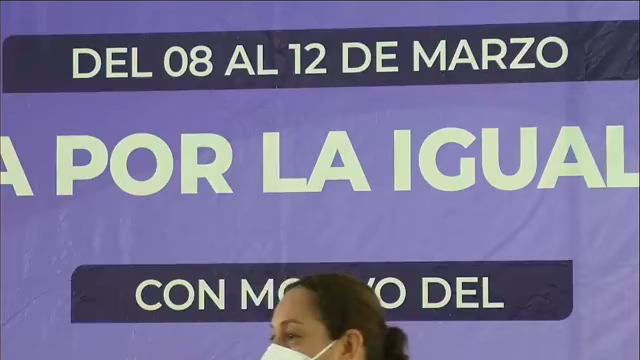 DEL 08 AL 12 DE MARZO
A POR LA IGUAL
CON DEL